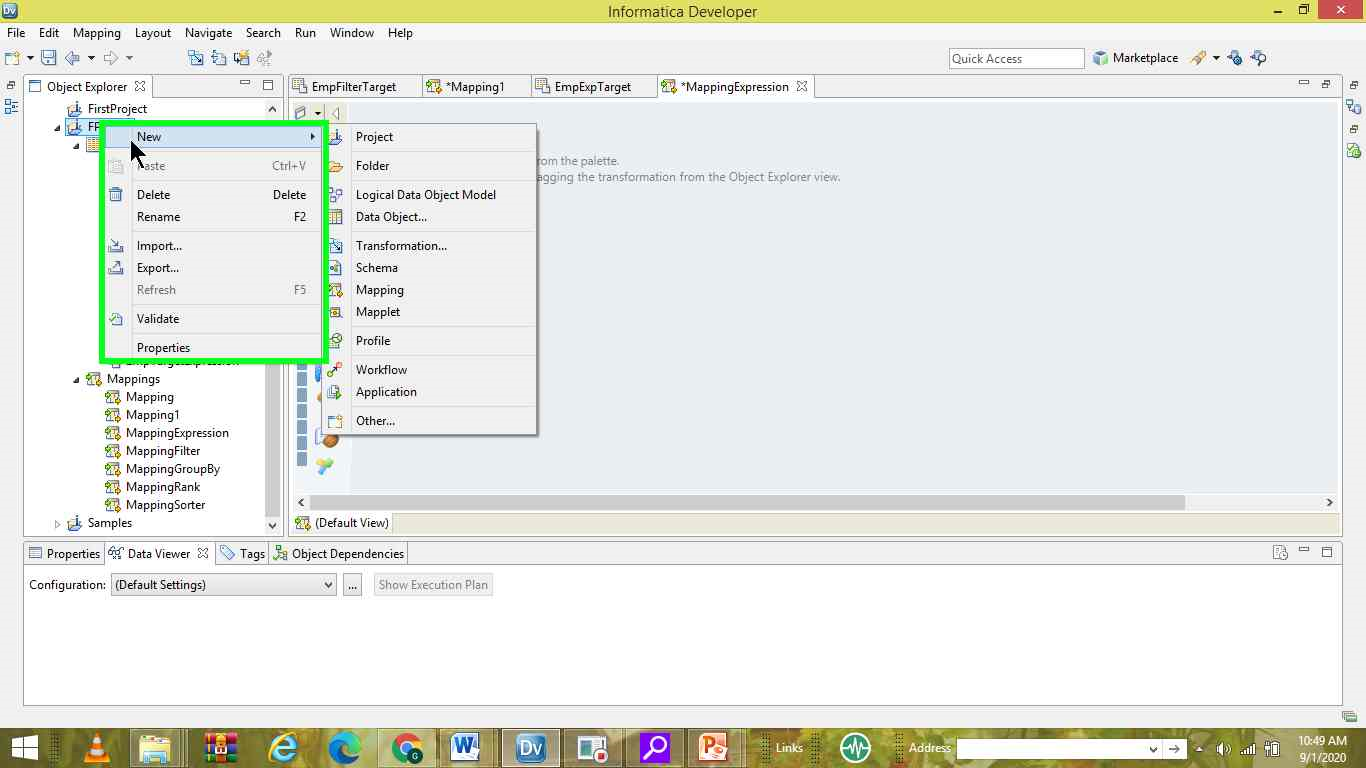 Informatica Developer
File Edit Mapping Layout Navigate Search Run Window Help
Quick Access Marketplace
Object Explorer
EmpFilterTarget *Mapping1 EmpExpTarget *MappingExpression
FirstProject
New
Paste Ctrl+V
Delete Delete
Rename F2
Import...
Export...
Refresh F5
Validate
Properties
Project
Folder
Logical Data Object Model
Data Object...
Transformation...
Schema
Mapping
Mapplet
Profile
Workflow
Application
Other...
from the palette.
agging the transformation from the Object Explorer view.
Mappings
Mapping
Mapping1
MappingExpression
MappingFilter
MappingGroupBy
MappingRank
MappingSorter
Samples
(Default View)
Properties Data Viewer Tags Object Dependencies
Configuration: (Default Settings) ... Show Execution Plan
Links Address
10:49 AM
9/1/2020